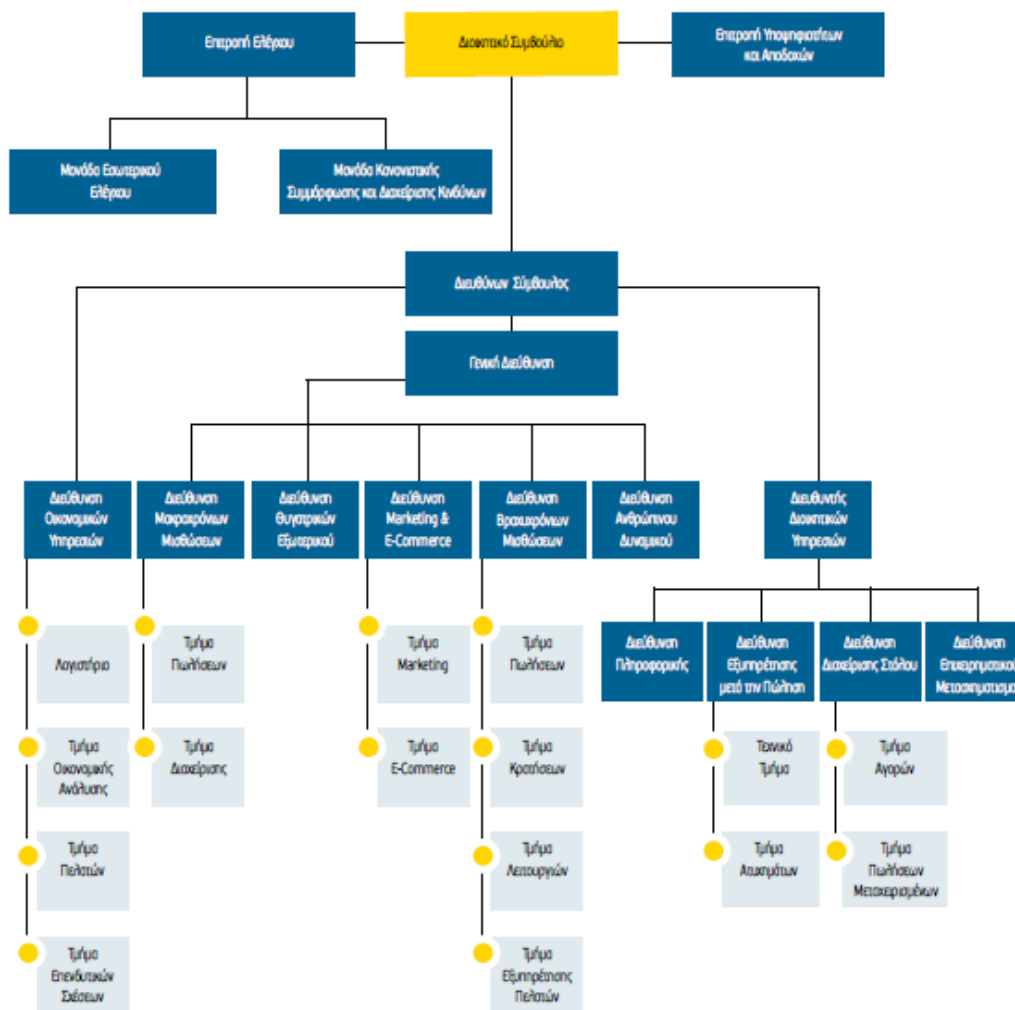 Επιτροπή Ελέγχου
Διοικητικό Συμβούλιο
Επιτροπή Υποψηφιοτήτων
και Αποδοχών
Μονάδα Εσωτερικού
Ελέγχου
Μονάδα Κανονιστικής
Συμμόρφωσης και Διαχείρισης Κινδύνων
Διευθύνων Σύμβουλος
Γενική Διεύθυνση
Διεύθυνση
Οικονομικών
Υπηρεσιών
Διεύθυνση
Μακροχρόνιων
Μισθώσεων
Διεύθυνση
Θυγατρικών
Εξωτερικού
Διεύθυνση
Marketing &
E-Commerce
Διεύθυνση
Βραχυχρόνιων
Μισθώσεων
Διεύθυνση
Ανθρώπινου
Δυναμικού
Διευθυντής
Διοικητικών
Υπηρεσιών
Λογιστήριο
Τμήμα
Οικονομικής
Ανάλυσης
Τμήμα
Πελατών
Τμήμα
Επενδυτικών
Σχέσεων
Τμήμα
Πωλήσεων
Τμήμα
Διαχείρισης
Τμήμα
Marketing
Τμήμα
E-Commerce
Τμήμα
Πωλήσεων
Τμήμα
Κρατήσεων
Τμήμα
Λειτουργιών
Τμήμα
Εξυπηρέτησης
Πελατών
Διεύθυνση
Πληροφορικής
Διεύθυνση
Εξυπηρέτησης
μετά την Πώληση
Διεύθυνση
Διαχείρισης Στόλου
Διεύθυνση
Επιχειρηματικού
Μετασχηματισμο
Τεχνικό
Τμήμα
Τμήμα
Ατυχημάτων
Τμήμα
Αγορών
Τμήμα
Πωλήσεων
Μεταχειρισμένων